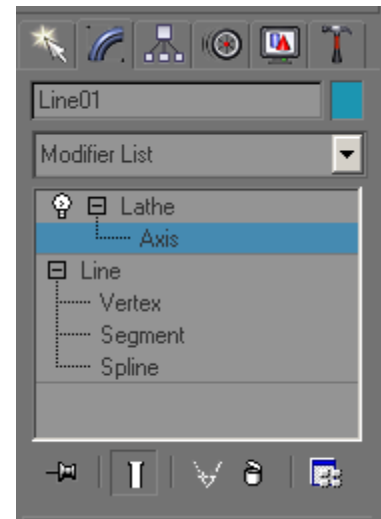 Line01
Modifier List
Lathe
Axis
Line
Vertex
Segment
Spline